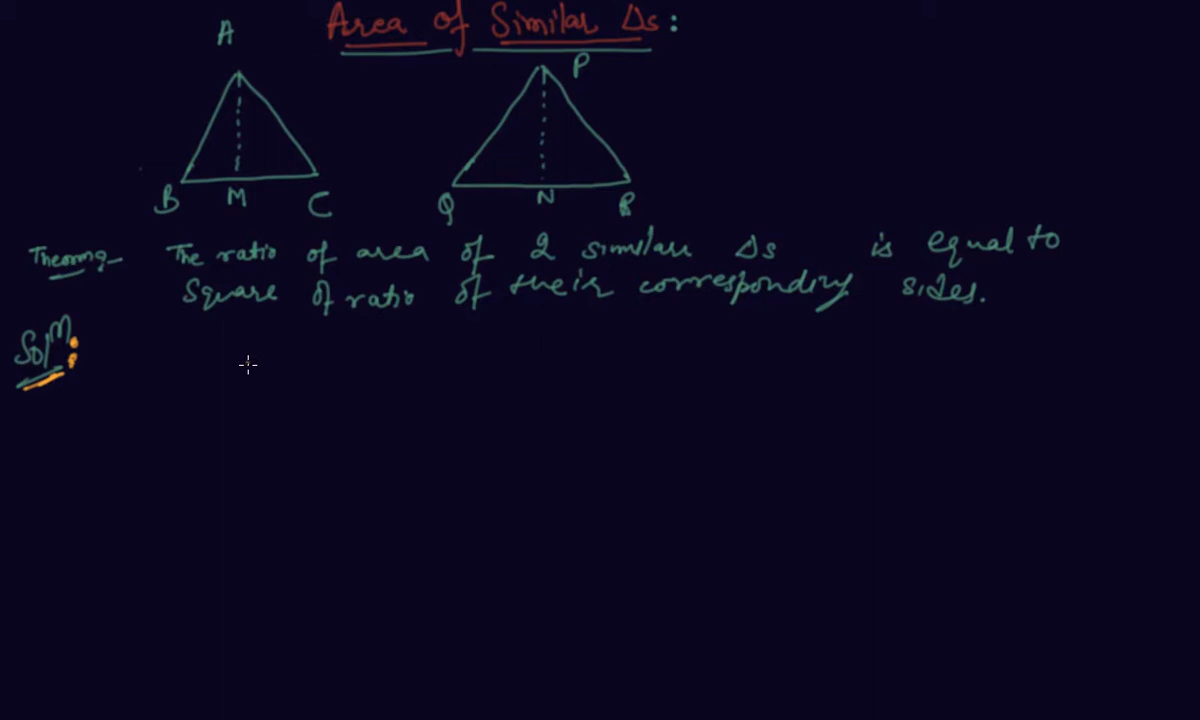 Area of Similar Δs:
A
P
B M C
Q N R
Theorem- The ratio of area of 2 similar Δs is equal to
Square of ratio of their corresponding sides.
Solⁿ: